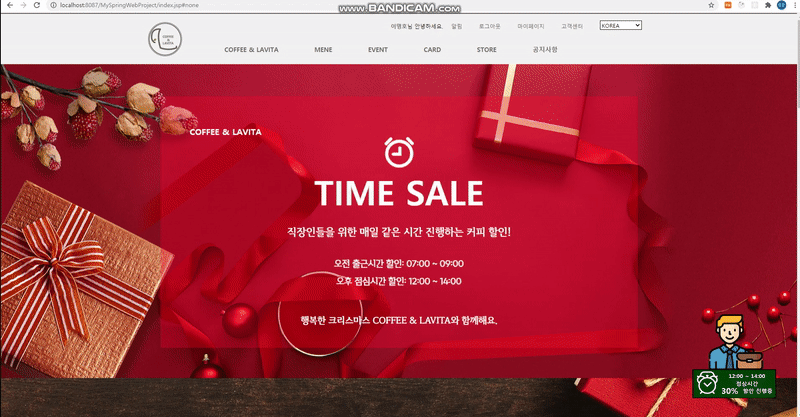 localhost:8087/MySpringWebProject/index.jsp#none
www.BANDICAM.com
안녕하세요.
알림
로그아웃
마이페이지
고객센터
KOREA
COFFEE & LAVITA
COFFEE & LAVITA
MENE
EVENT
CARD
STORE
공지사항
COFFEE & LAVITA
TIME SALE
직장인들을 위한 매일 같은 시간 진행하는 커피 할인!
오전 출근시간 할인: 07:00 ~ 09:00
오후 점심시간 할인: 12:00 ~ 14:00
행복한 크리스마스 COFFEE & LAVITA와 함께해요.
12:00 ~ 14:00
점심시간
30% 할인 진행중